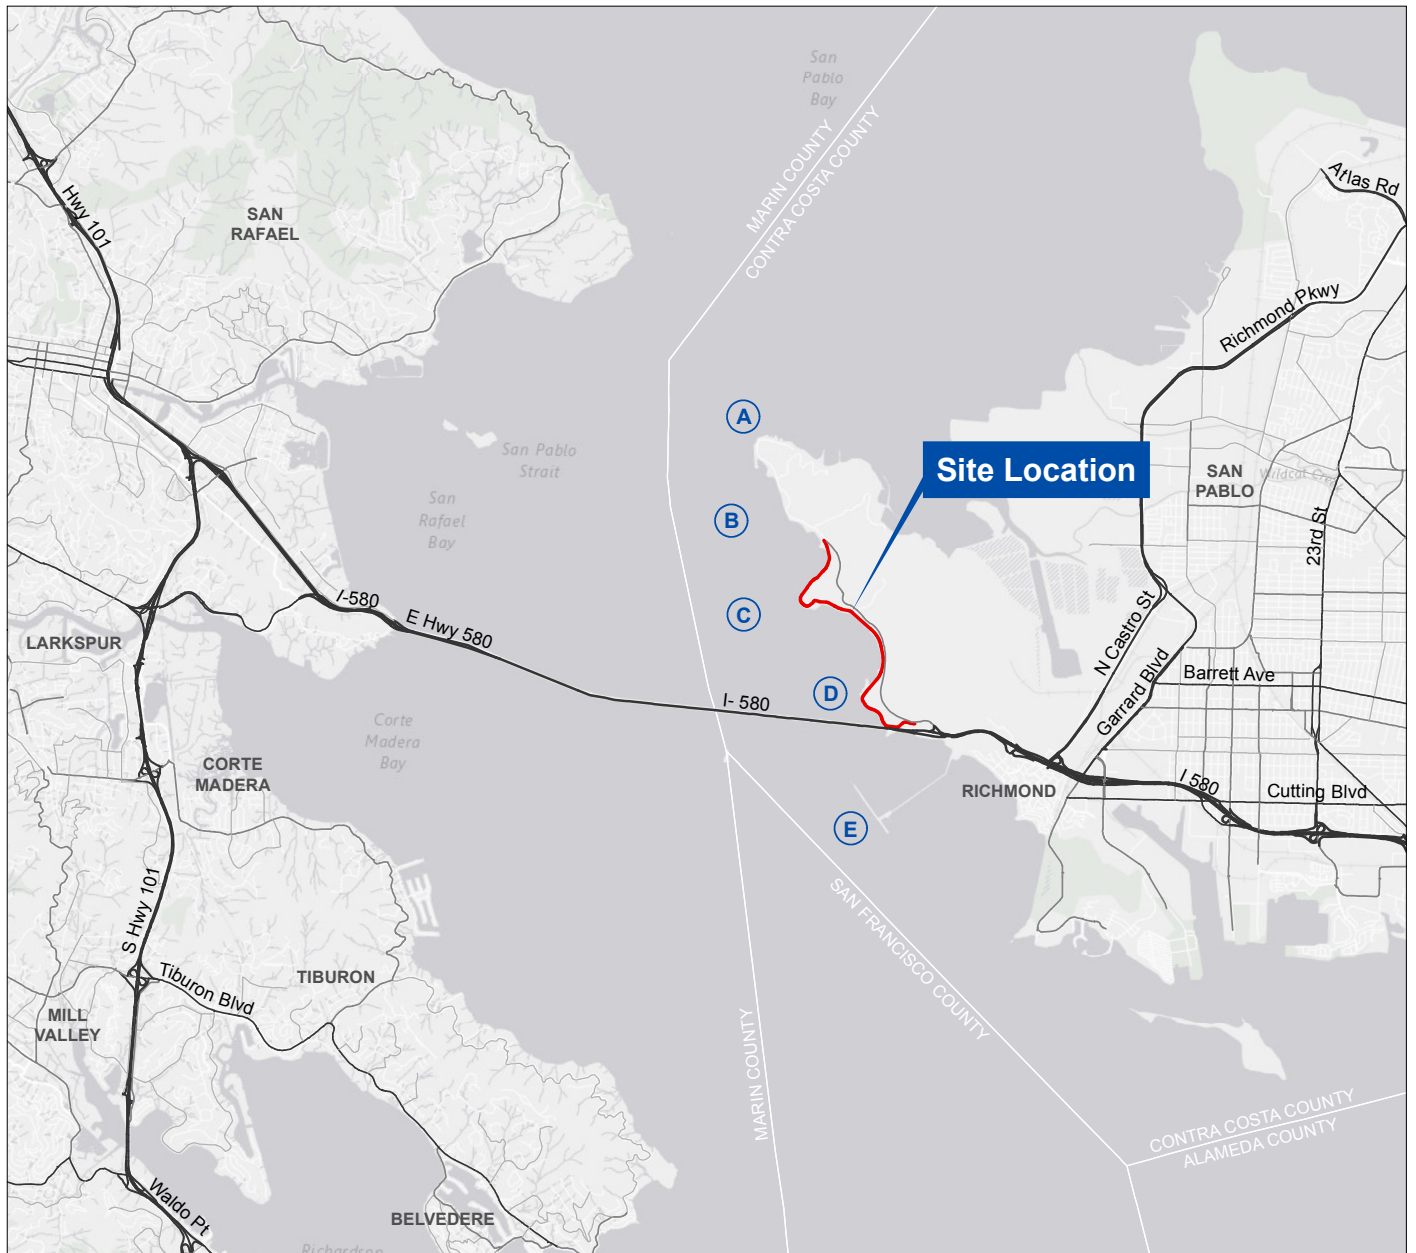 San
Pablo
Bay
MARIN COUNTY
CONTRA COSTA COUNTY
Atlas Rd
Hwy 101
SAN
RAFAEL
Richmond Pkwy
A
San Pablo
Strait
Site Location
SAN
PABLO
Wildcat Creek
San
Rafael
Bay
B
23rd St
I-580
E Hwy 580
C
N Castro St
LARKSPUR
Garrard Blvd
Barrett Ave
D
I- 580
Corte
Madera
Bay
CORTE
MADERA
RICHMOND
I 580
Cutting Blvd
E
S Hwy 101
SAN FRANCISCO COUNTY
TIBURON
Tiburon Blvd
MILL
VALLEY
MARIN COUNTY
CONTRA COSTA COUNTY
ALAMEDA COUNTY
Waldo Pt
BELVEDERE
Richardson